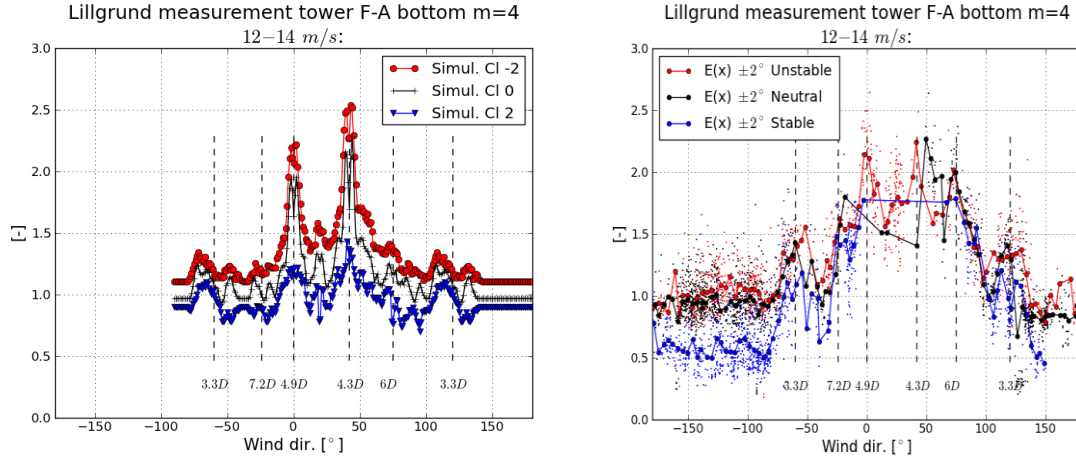 Lillgrund measurement tower F-A bottom m=4
12−14 m/s:
3.0
2.5
2.0
1.5
1.0
0.5
0.0
[-]
Simul. Cl -2
Simul. Cl 0
Simul. Cl 2
3.3D 7.2D 4.9D 4.3D 6D 3.3D
−150 −100 −50 0 50 100 150
Wind dir. [°]
Lillgrund measurement tower F-A bottom m=4
12−14 m/s:
3.0
2.5
2.0
1.5
1.0
0.5
0.0
[-]
E(x) ±2° Unstable
E(x) ±2° Neutral
E(x) ±2° Stable
3.3D 7.2D 4.9D 4.3D 6D 3.3D
−150 −100 −50 0 50 100 150
Wind dir. [°]